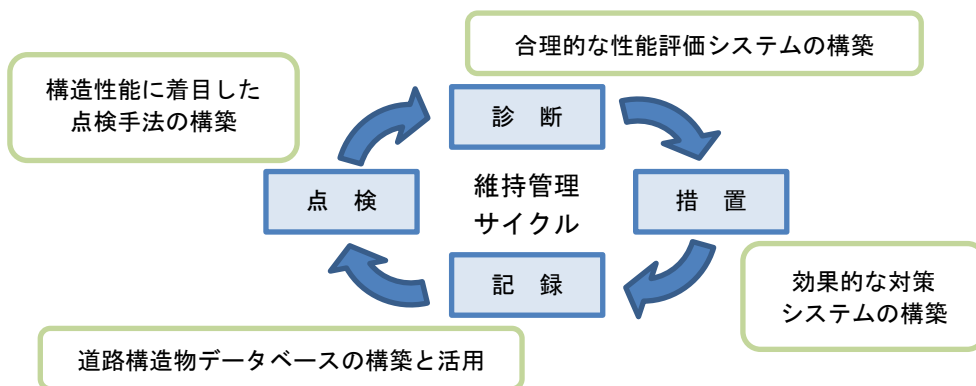 合理的な性能評価システムの構築
構造性能に着目した
点検手法の構築
診　断
点　検
維持管理
サイクル
措　置
記　録
効果的な対策
システムの構築
道路構造物データベースの構築と活用